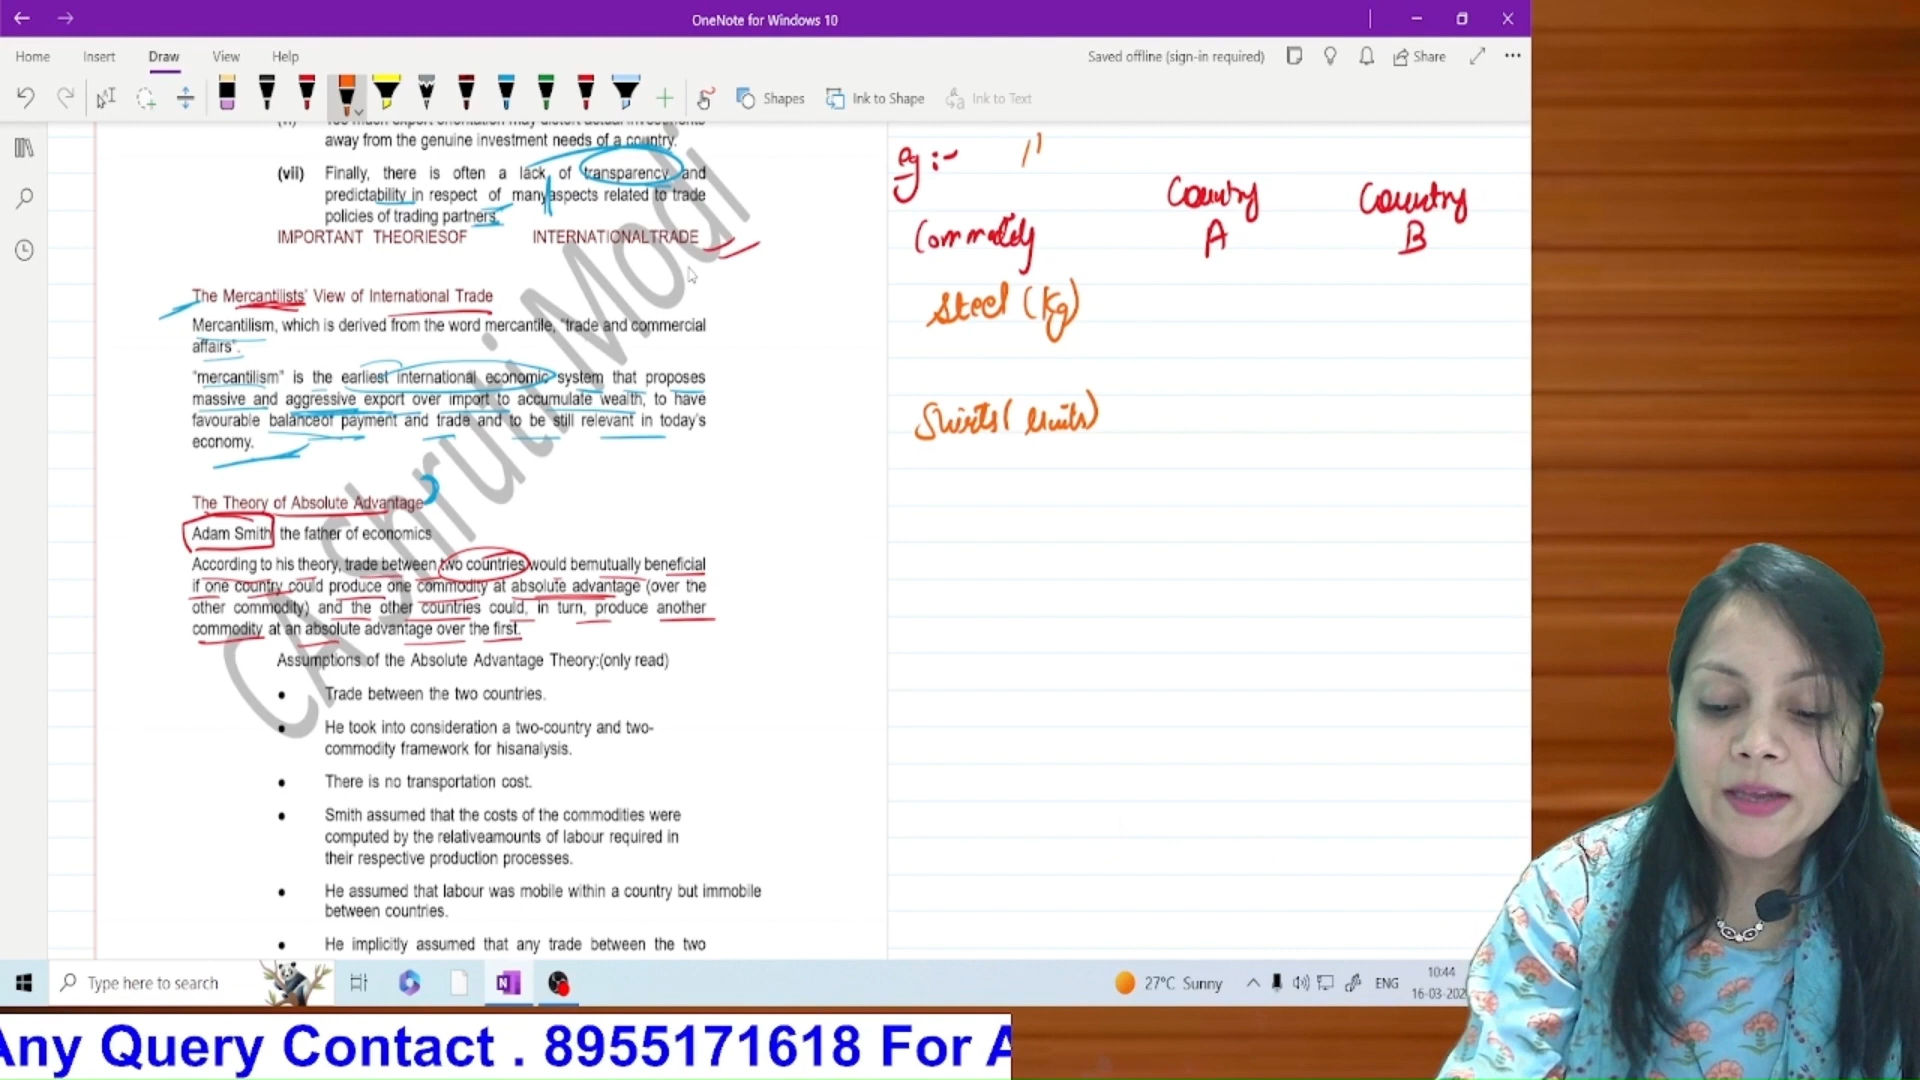 OneNote for Windows 10
Home Insert Draw View Help
Saved offline (sign-in required) Share
Shapes Ink to Shape Ink to Text
away from the genuine investment needs of a country.
(vii) Finally, there is often a lack of transparency and
predictability in respect of many aspects related to trade
policies of trading partners.
IMPORTANT THEORIESOF INTERNATIONALTRADE
The Mercantilists' View of International Trade
Mercantilism, which is derived from the word mercantile, "trade and commercial
affairs".
"mercantilism" is the earliest international economic system that proposes
massive and aggressive export over import to accumulate wealth, to have
favourable balanceof payment and trade and to be still relevant in today's
economy.
The Theory of Absolute Advantage
Adam Smith the father of economics
According to his theory, trade between two countries would bemutually beneficial
if one country could produce one commodity at absolute advantage (over the
other commodity) and the other countries could, in turn, produce another
commodity at an absolute advantage over the first.
Assumptions of the Absolute Advantage Theory:(only read)
• Trade between the two countries.
• He took into consideration a two-country and two-
commodity framework for hisanalysis.
• There is no transportation cost.
• Smith assumed that the costs of the commodities were
computed by the relativeamounts of labour required in
their respective production processes.
• He assumed that labour was mobile within a country but immobile
between countries.
• He implicitly assumed that any trade between the two
CA Shruti Modi
eg :-
Country Country
Commodity A B
Steel (Kg)
Shirts (Units)
Type here to search
27°C Sunny ENG
10:44
16-03-202
Any Query Contact . 8955171618 For A